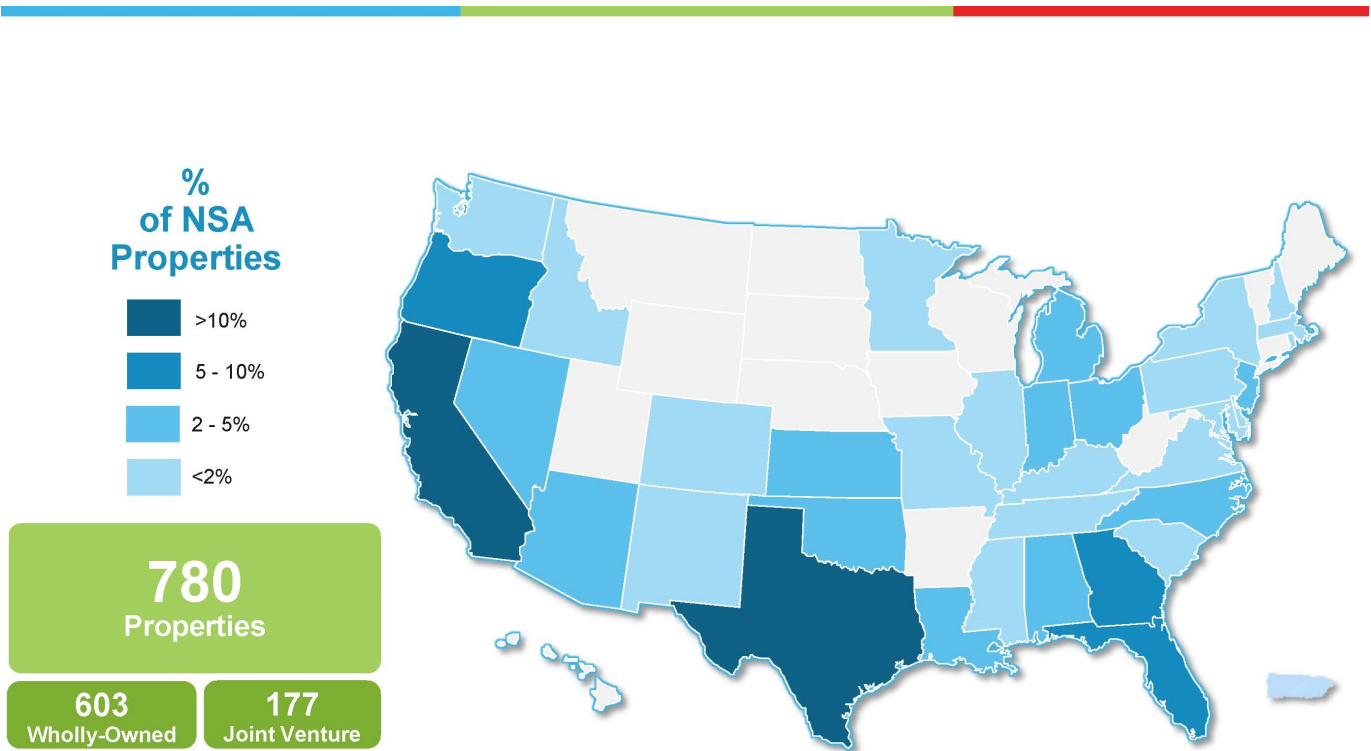 %
of NSA
Properties
>10%
5 - 10%
2 - 5%
<2%
780
Properties
603
Wholly-Owned
177
Joint Venture